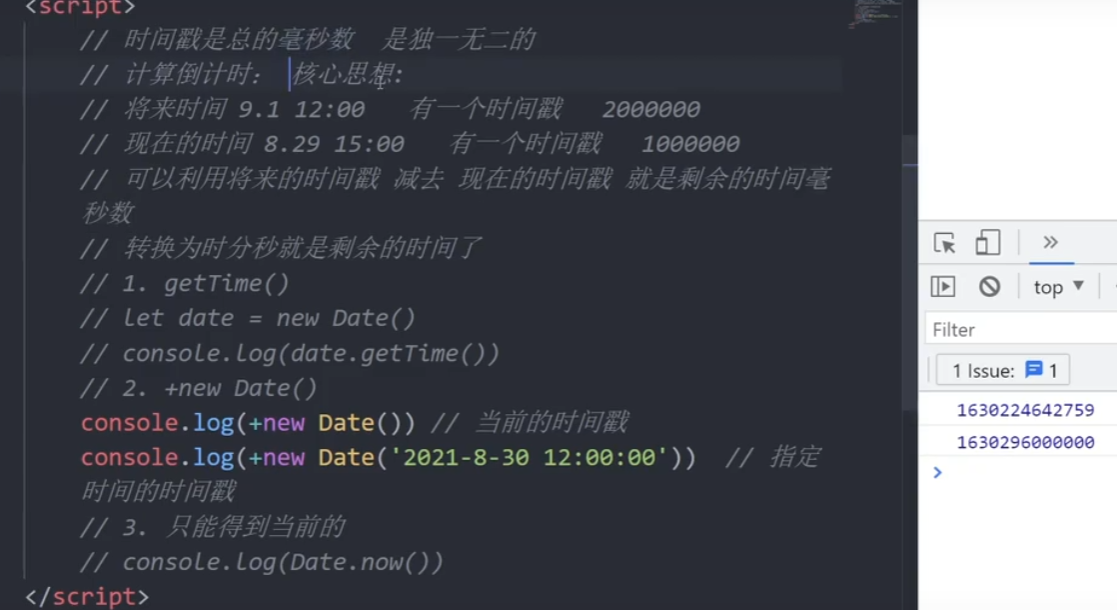 <script>
// 时间戳是总的毫秒数  是独一无二的
// 计算倒计时： 核心思想:
// 将来时间 9.1 12:00   有一个时间戳   2000000
// 现在的时间 8.29 15:00   有一个时间戳   1000000
// 可以利用将来的时间戳 减去 现在的时间戳 就是剩余的时间毫
秒数
// 转换为时分秒就是剩余的时间了
// 1. getTime()
// let date = new Date()
// console.log(date.getTime())
// 2. +new Date()
console.log(+new Date()) // 当前的时间戳
console.log(+new Date('2021-8-30 12:00:00'))  // 指定
时间的时间戳
// 3. 只能得到当前的
// console.log(Date.now())
</script>
»
top ▼
Filter
1 Issue: 1
1630224642759
1630296000000
>